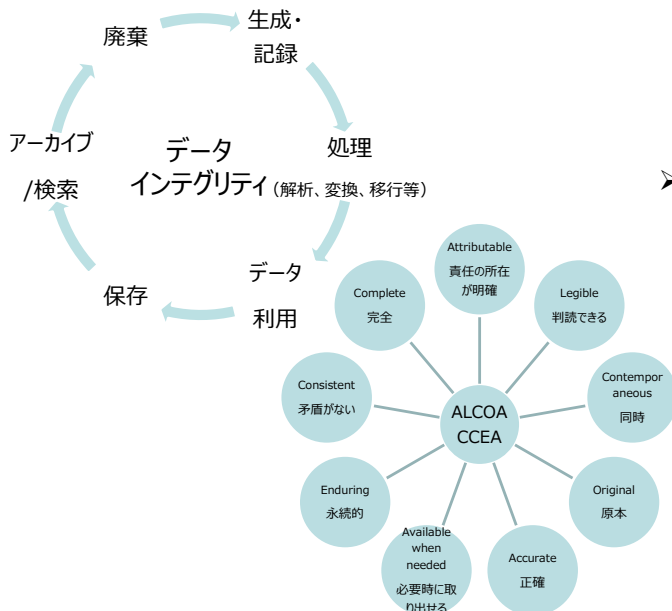 廃棄
生成・
記録
処理
(解析、変換、移行等)
データ
利用
保存
アーカイブ
/検索
データ
インテグリティ
➢
ALCOA
CCEA
Attributable
責任の所在
が明確
Legible
判読できる
Contempor
aneous
同時
Original
原本
Accurate
正確
Available
when
needed
必要時に取
り出せる
Enduring
永続的
Consistent
矛盾がない
Complete
完全